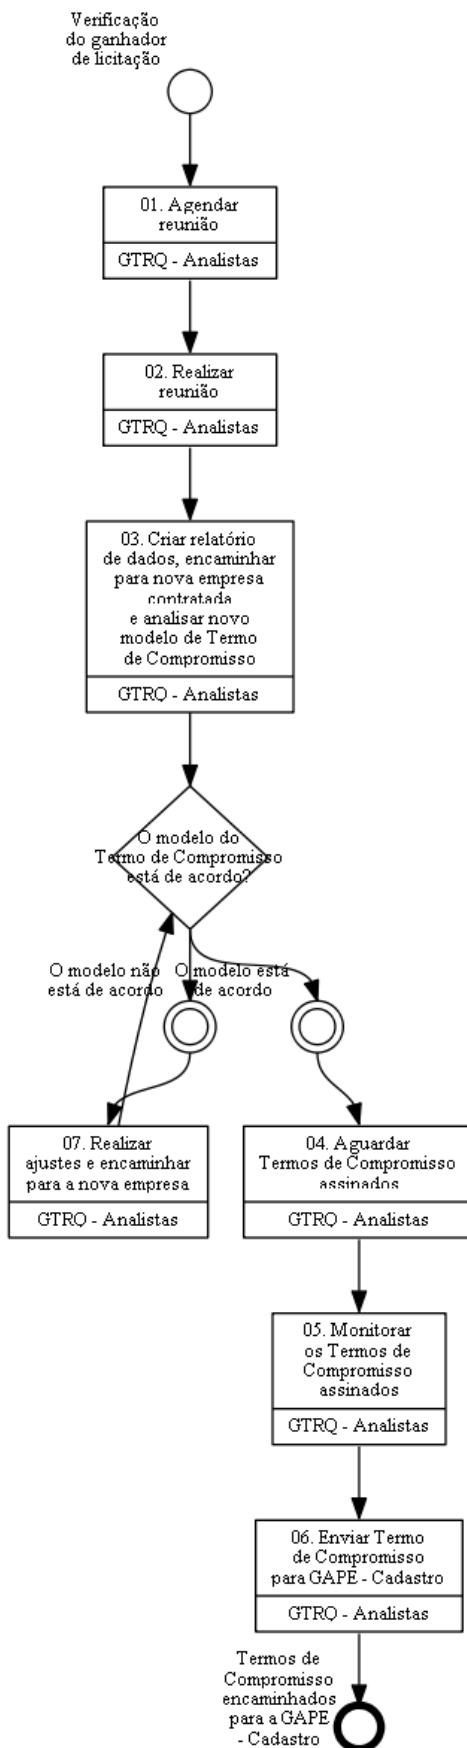 Verificação
do ganhador
de licitação
01. Agendar
reunião
GTRQ - Analistas
02. Realizar
reunião
GTRQ - Analistas
03. Criar relatório
de dados, encaminhar
para nova empresa
contratada
e analisar novo
modelo de Termo
de Compromisso
GTRQ - Analistas
O modelo do
Termo de Compromisso
está de acordo?
O modelo não
está de acordo
O modelo está
de acordo
07. Realizar
ajustes e encaminhar
para a nova empresa
GTRQ - Analistas
04. Aguardar
Termos de Compromisso
assinados
GTRQ - Analistas
05. Monitorar
os Termos de
Compromisso
assinados
GTRQ - Analistas
06. Enviar Termo
de Compromisso
para GAPE - Cadastro
GTRQ - Analistas
Termos de
Compromisso
encaminhados
para a GAPE
- Cadastro